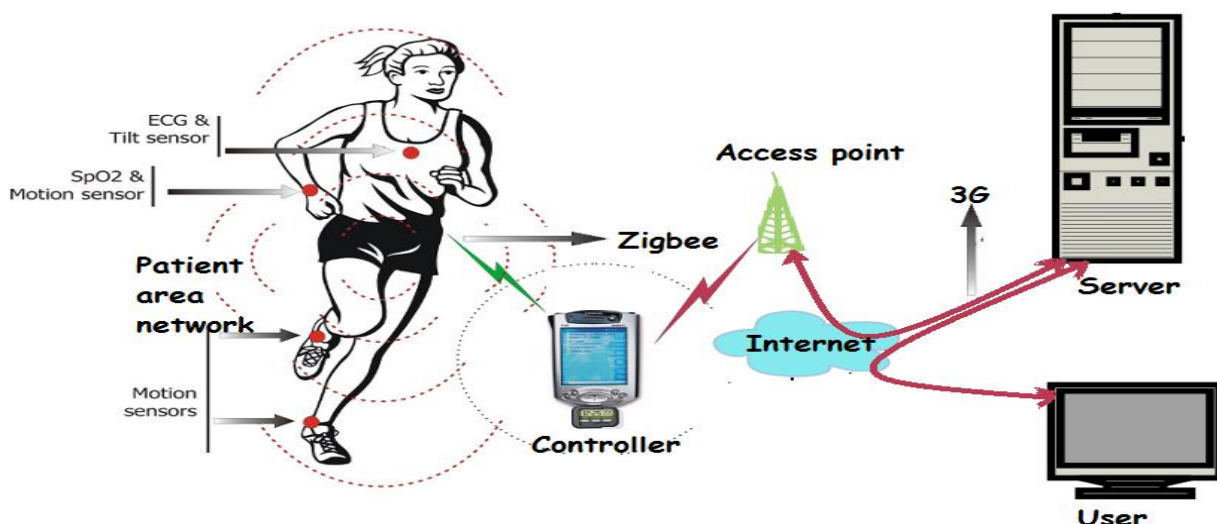 ECG &
Tilt sensor
SpO2 &
Motion sensor
Patient
area
network
Motion
sensors
Zigbee
Controller
Access point
3G
Internet
Server
User